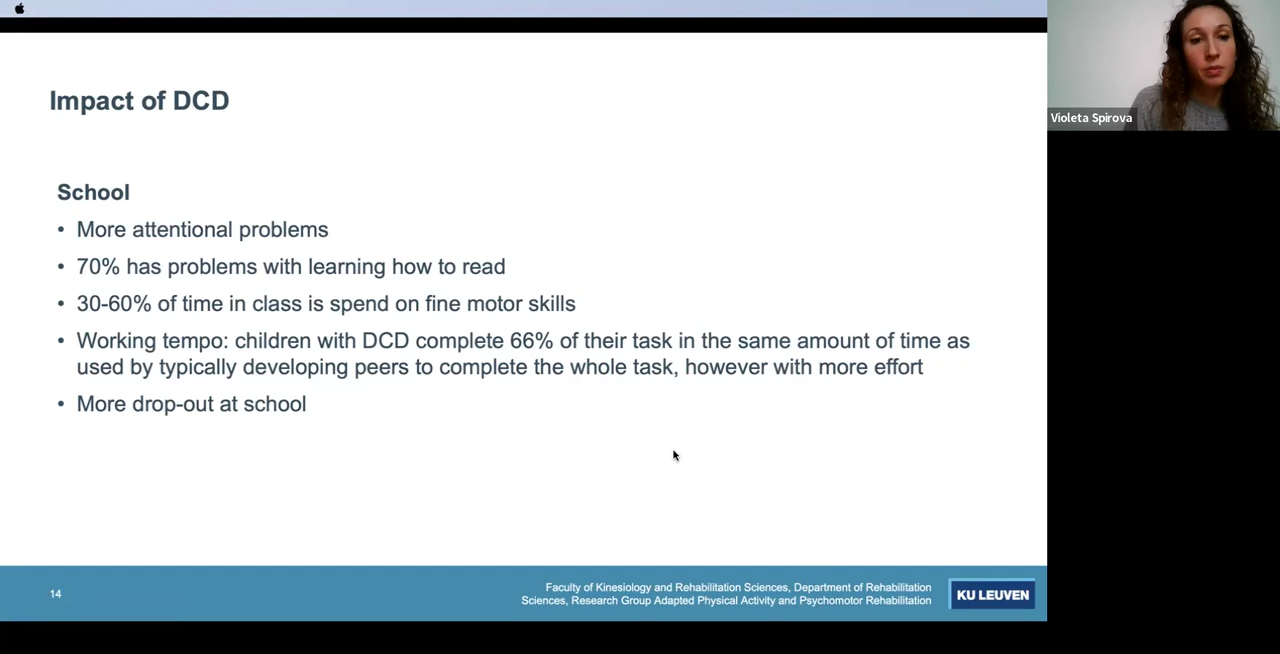 Impact of DCD
Violeta Spirova
School
• More attentional problems
• 70% has problems with learning how to read
• 30-60% of time in class is spend on fine motor skills
• Working tempo: children with DCD complete 66% of their task in the same amount of time as
used by typically developing peers to complete the whole task, however with more effort
• More drop-out at school
14
Faculty of Kinesiology and Rehabilitation Sciences, Department of Rehabilitation
Sciences, Research Group Adapted Physical Activity and Psychomotor Rehabilitation
KU LEUVEN